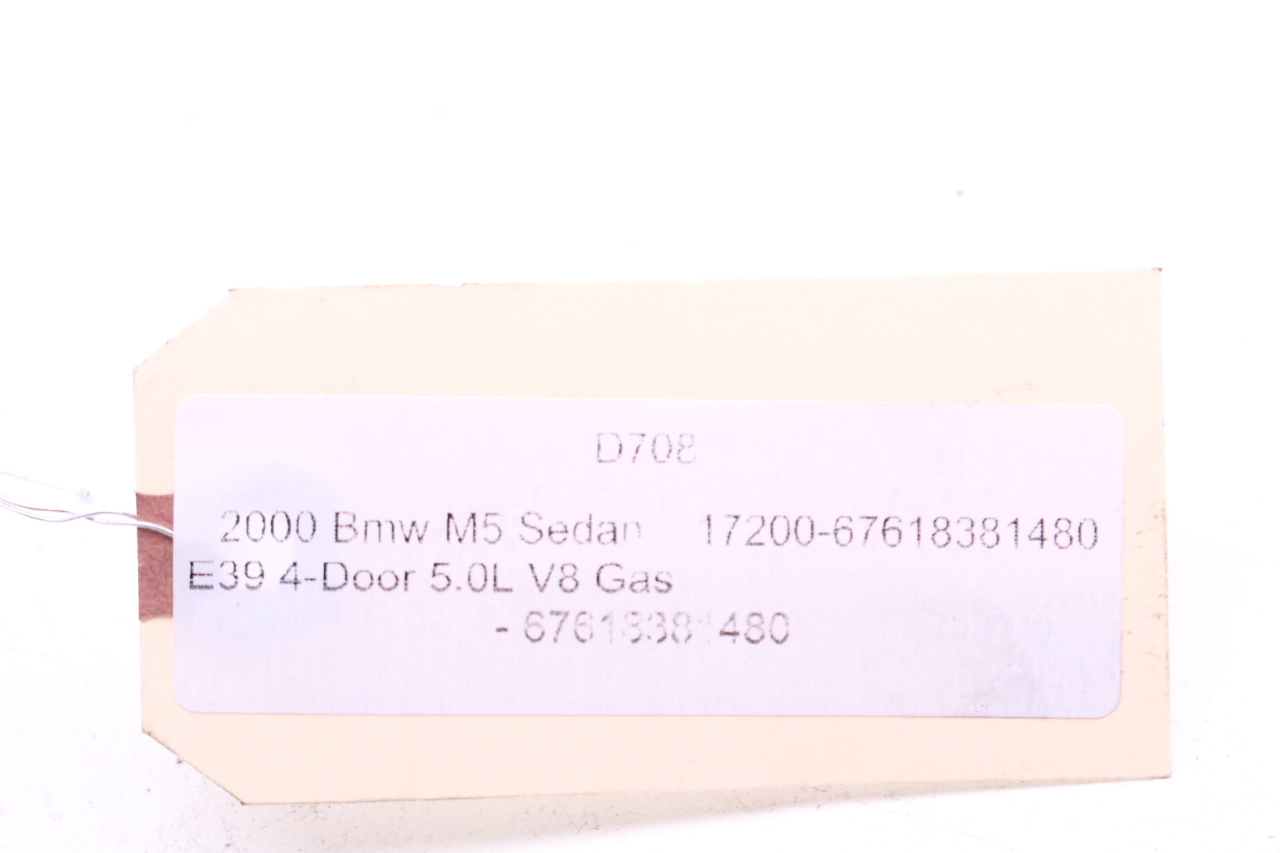 D708
2000 Bmw M5 Sedan 17200-67618381480
E39 4-Door 5.0L V8 Gas
- 67618381480